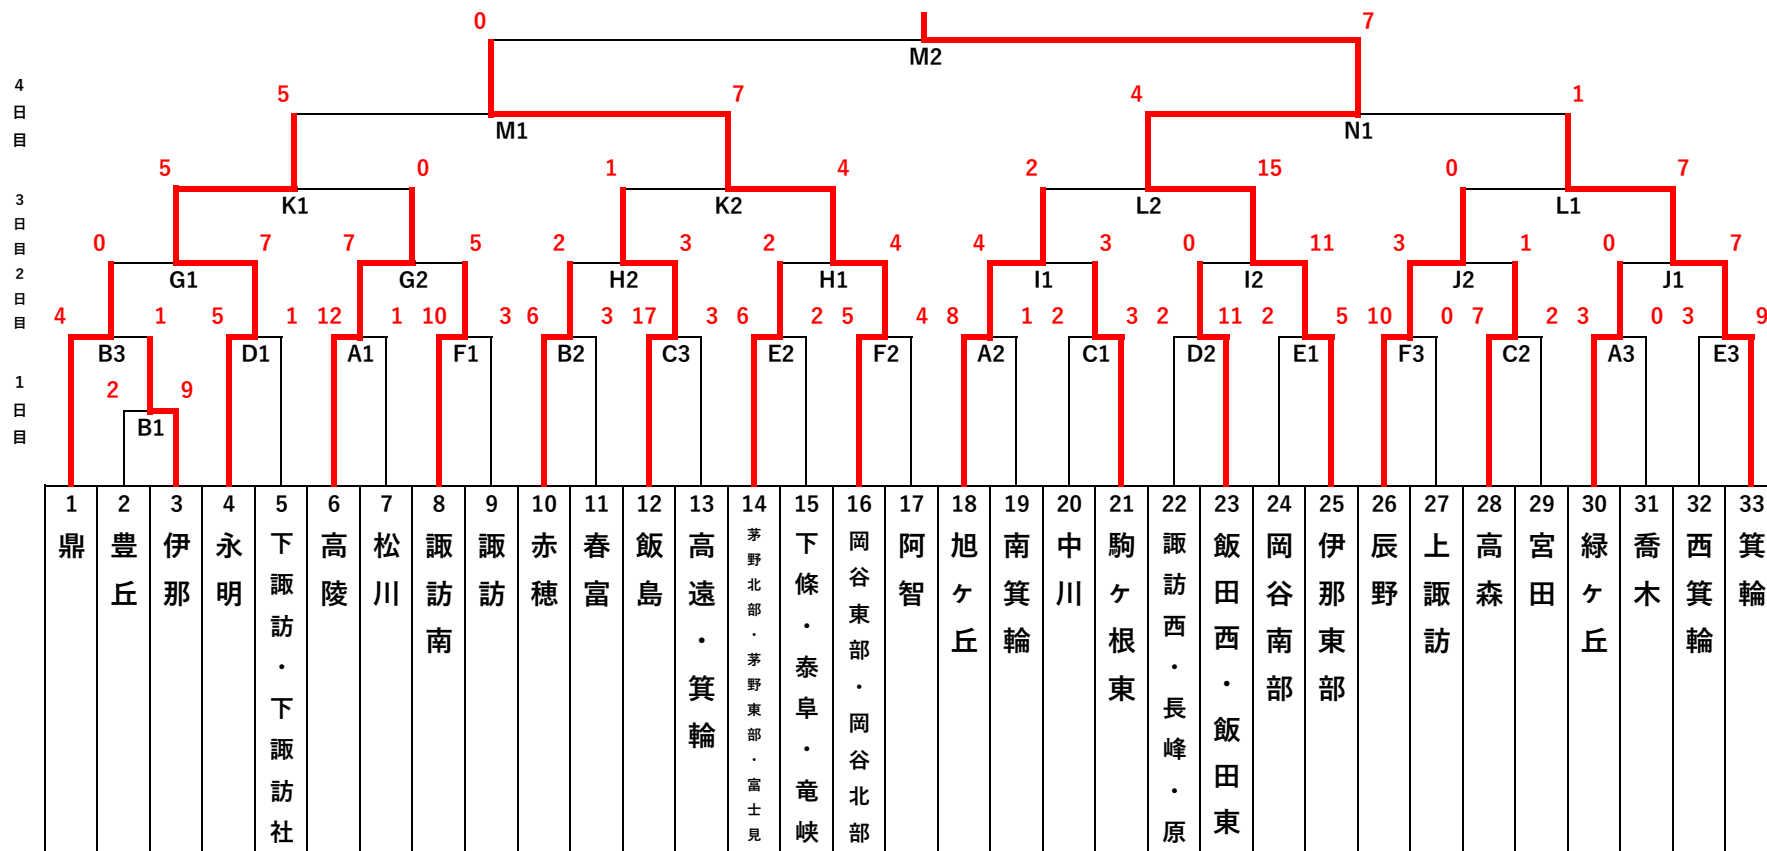 0 7
M2
4日目
5 7 4 1
M1 N1
5 0 1 4 2 15 0 7
3日目
K1 K2 L2 L1
0 7 7 5 2 3 2 4 4 3 0 11 3 1 0 7
2日目
G1 G2 H2 H1 I1 I2 J2 J1
4 1 5 1 12 1 10 3 6 3 17 3 6 2 5 4 8 1 2 3 2 11 2 5 10 0 7 2 3 0 3 9
B3 D1 A1 F1 B2 C3 E2 F2 A2 C1 D2 E1 F3 C2 A3 E3
1日目
2 9
B1
1 鼎
2 豊丘
3 伊那
4 永明
5 下諏訪・下諏訪社
6 高陵
7 松川
8 諏訪南
9 諏訪
10 赤穂
11 春富
12 飯島
13 高遠・箕輪
14 茅野北部・茅野東部・富士見
15 下條・泰阜・竜峡
16 岡谷東部・岡谷北部
17 阿智
18 旭ヶ丘
19 南箕輪
20 中川
21 駒ヶ根東
22 諏訪西・長峰・原
23 飯田西・飯田東
24 岡谷南部
25 伊那東部
26 辰野
27 上諏訪
28 高森
29 宮田
30 緑ヶ丘
31 喬木
32 西箕輪
33 箕輪